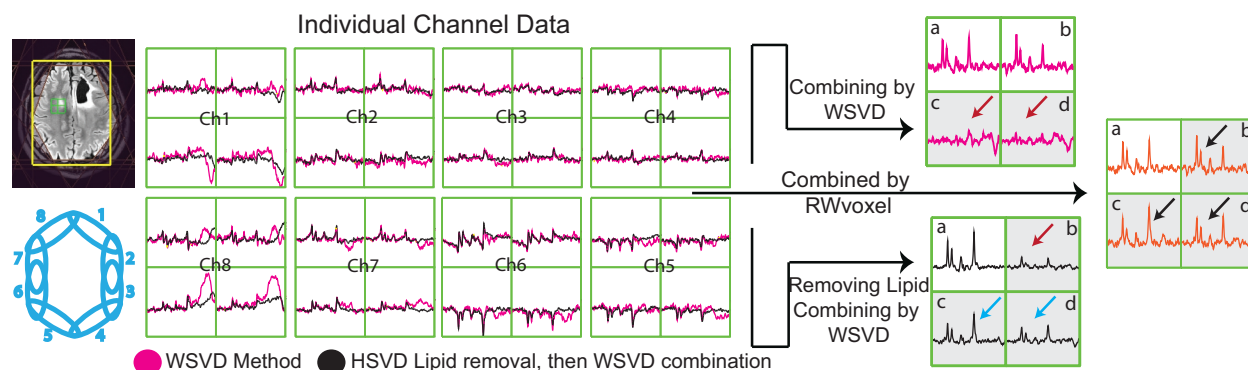 Individual Channel Data
Ch1
Ch2
Ch3
Ch4
8
1
7
2
6
3
5
4
Ch8
Ch7
Ch6
Ch5
WSVD Method
HSVD Lipid removal, then WSVD combination
Combining by
WSVD
a
b
c
d
Combined by
RWvoxel
Removing Lipid
Combining by
WSVD
a
b
c
d
a
b
c
d